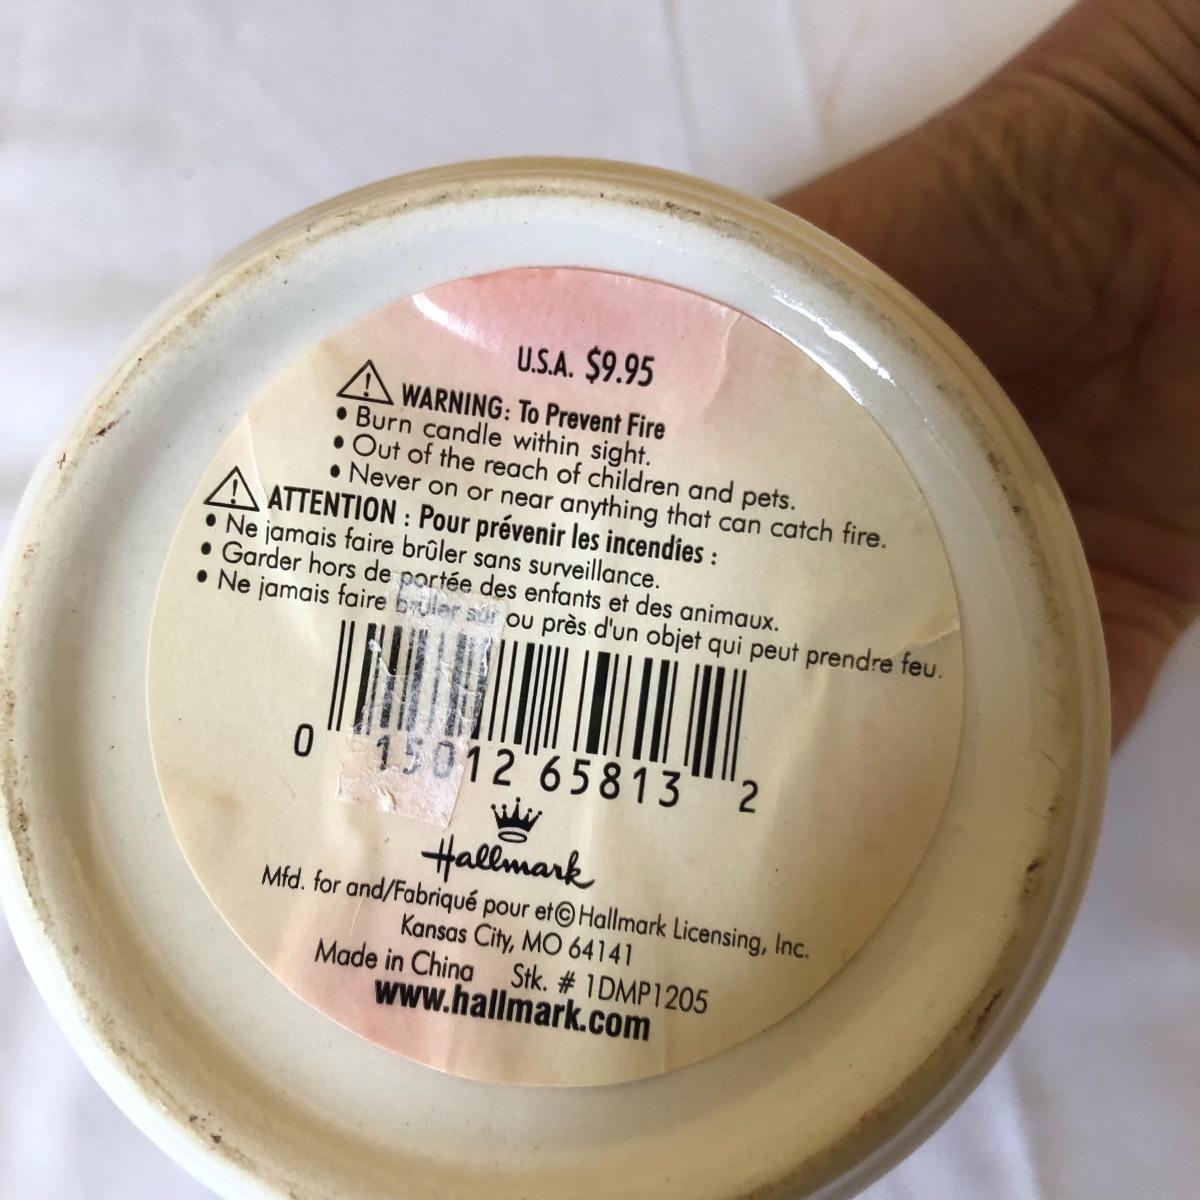 U.S.A. $9.95
WARNING: To Prevent Fire
• Burn candle within sight.
• Out of the reach of children and pets.
• Never on or near anything that can catch fire.
ATTENTION : Pour prévenir les incendies :
• Ne jamais faire brûler sans surveillance.
• Garder hors de portée des enfants et des animaux.
• Ne jamais faire brûler sur ou près d'un objet qui peut prendre feu.
0 15012 65813 2
Hallmark
Mfd. for and/Fabriqué pour et © Hallmark Licensing, Inc.
Kansas City, MO 64141
Made in China Stk. # 1DMP1205
www.hallmark.com